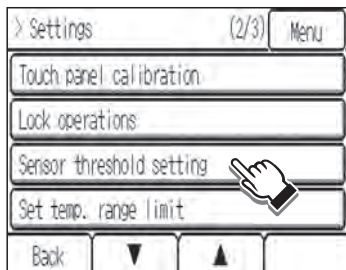 > Settings (2/3) Menu
Touch panel calibration
Lock operations
Sensor threshold setting
Set temp. range limit
Back ▼ ▲